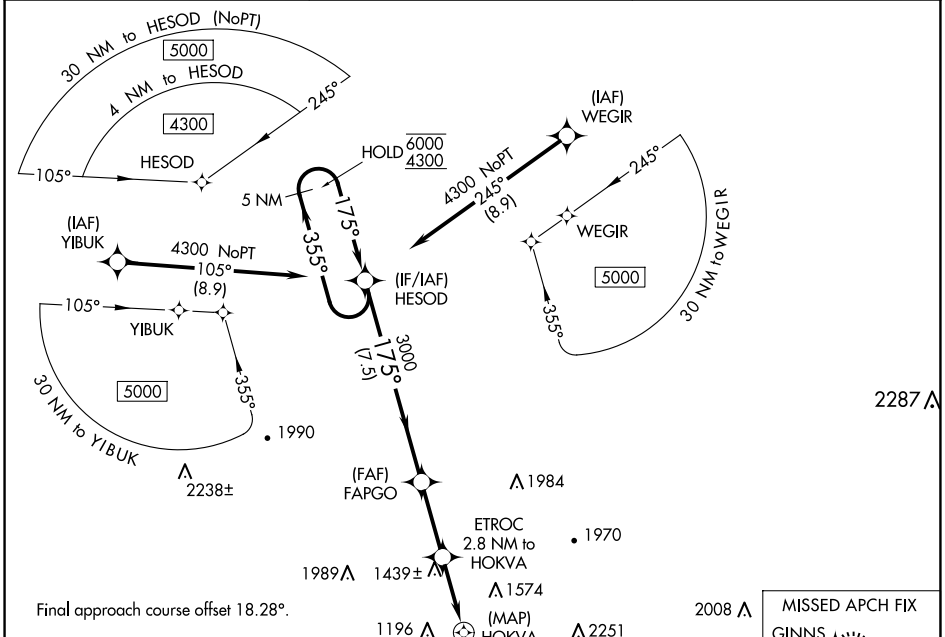 30 NM to HESOD (NoPT)
5000
4 NM to HESOD
4300
245°
105°
HESOD
HOLD 6000
4300
5 NM
175°
355°
(IAF)
WEGIR
4300 NoPT
245°
(8.9)
245°
WEGIR
5000
355°
30 NM to WEGIR
(IAF)
YIBUK
4300 NoPT
105°
(8.9)
(IF/IAF)
HESOD
105°
YIBUK
5000
355°
30 NM to YIBUK
3000
175°
(7.5)
2287
1990
2238±
(FAF)
FAPGO
1984
ETROC
2.8 NM to
HOKVA
1970
1989
1439±
1574
Final approach course offset 18.28°.
2008
MISSED APCH FIX
1196
(MAP)
HOKVA
2251
GINNS